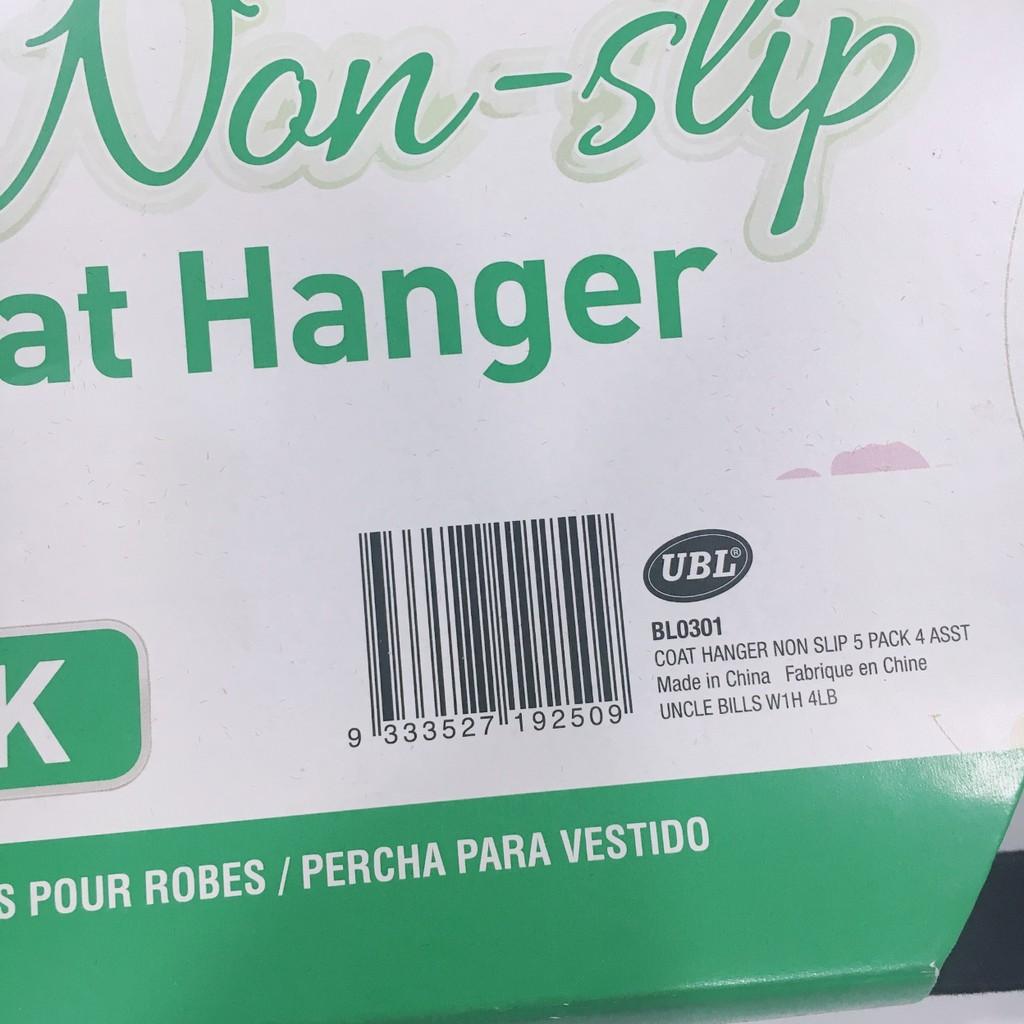 Non-slip
at Hanger
UBL®
BL0301
COAT HANGER NON SLIP 5 PACK 4 ASST
Made in China Fabrique en Chine
UNCLE BILLS W1H 4LB
9 333527 192509
K
S POUR ROBES / PERCHA PARA VESTIDO